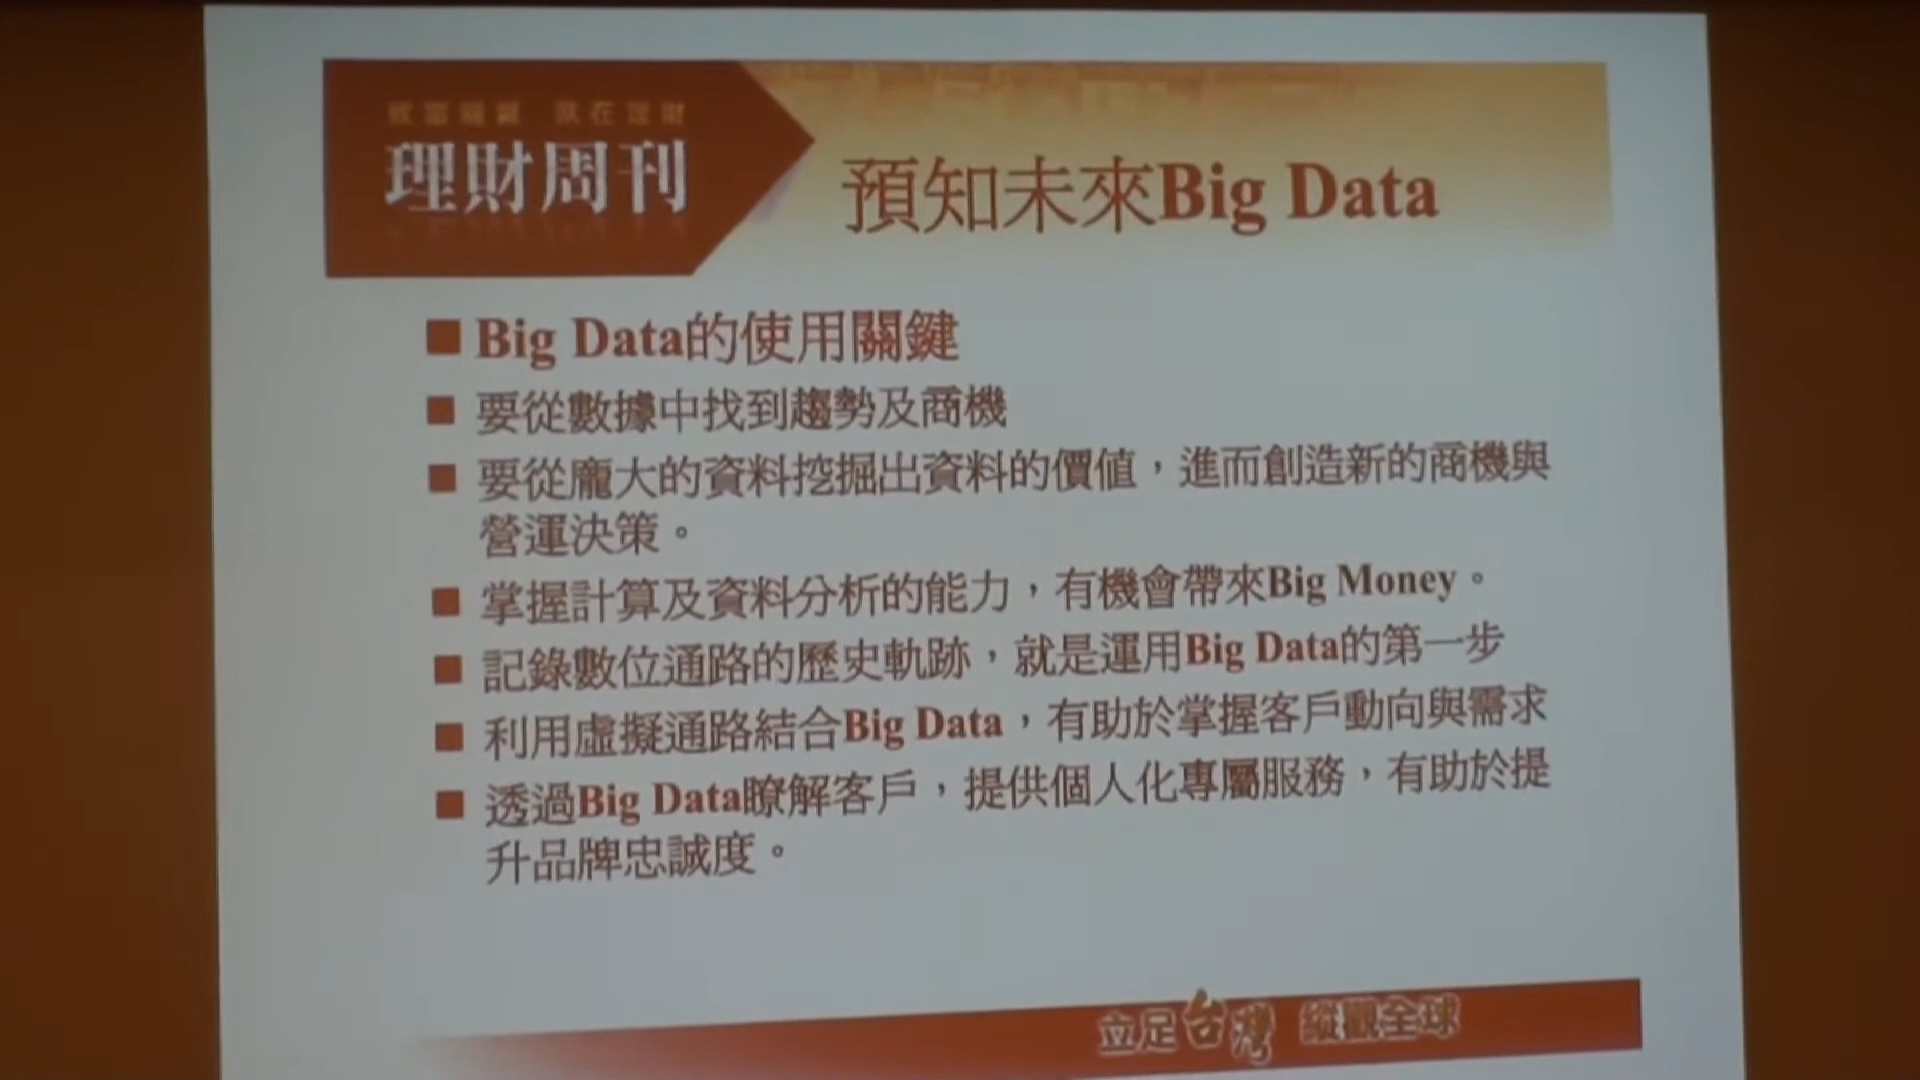 就在理財
理財周刊
預知未來Big Data
Big Data的使用關鍵
要從數據中找到趨勢及商機
要從龐大的資料挖掘出資料的價值，進而創造新的商機與
營運決策。
掌握計算及資料分析的能力，有機會帶來Big Money。
記錄數位通路的歷史軌跡，就是運用Big Data的第一步
利用虛擬通路結合Big Data，有助於掌握客戶動向與需求
透過Big Data瞭解客戶，提供個人化專屬服務，有助於提
升品牌忠誠度。
立足台灣 縱觀全球